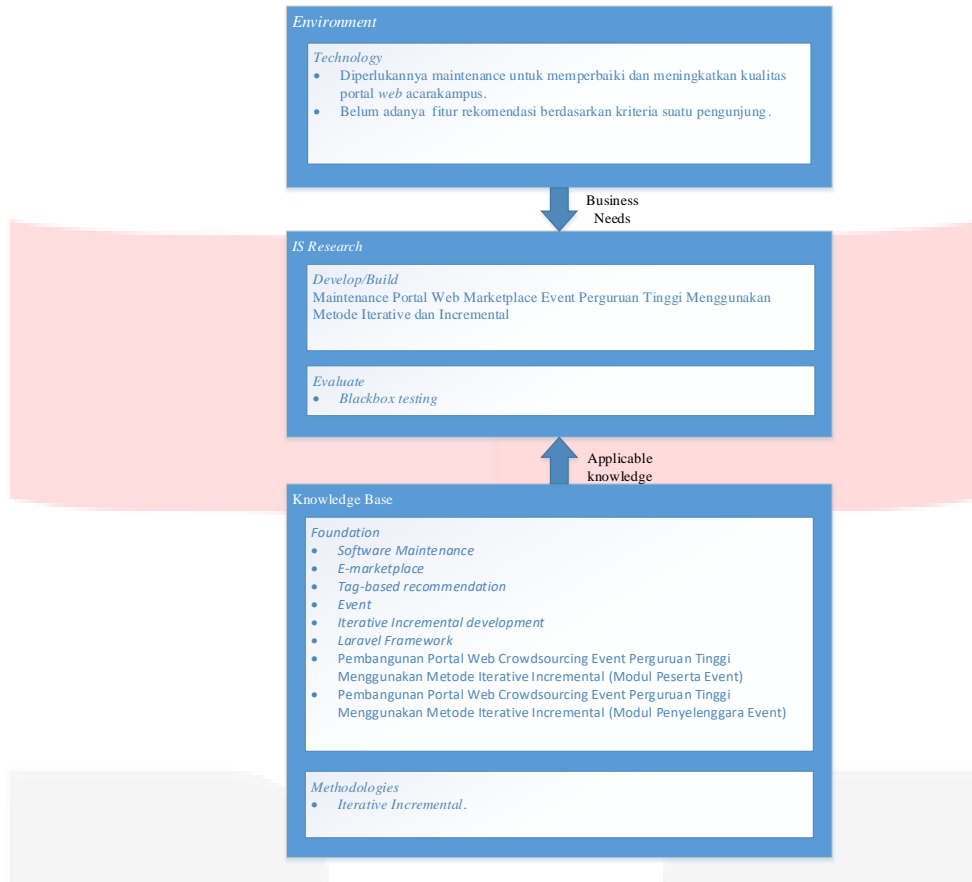 Environment
Technology
• Diperlukannya maintenance untuk memperbaiki dan meningkatkan kualitas
portal web acarakampus.
• Belum adanya fitur rekomendasi berdasarkan kriteria suatu pengunjung.
Business
Needs
IS Research
Develop/Build
Maintenance Portal Web Marketplace Event Perguruan Tinggi Menggunakan
Metode Iterative dan Incremental
Evaluate
• Blackbox testing
Applicable
knowledge
Knowledge Base
Foundation
• Software Maintenance
• E-marketplace
• Tag-based recommendation
• Event
• Iterative Incremental development
• Laravel Framework
• Pembangunan Portal Web Crowdsourcing Event Perguruan Tinggi
Menggunakan Metode Iterative Incremental (Modul Peserta Event)
• Pembangunan Portal Web Crowdsourcing Event Perguruan Tinggi
Menggunakan Metode Iterative Incremental (Modul Penyelenggara Event)
Methodologies
• Iterative Incremental.